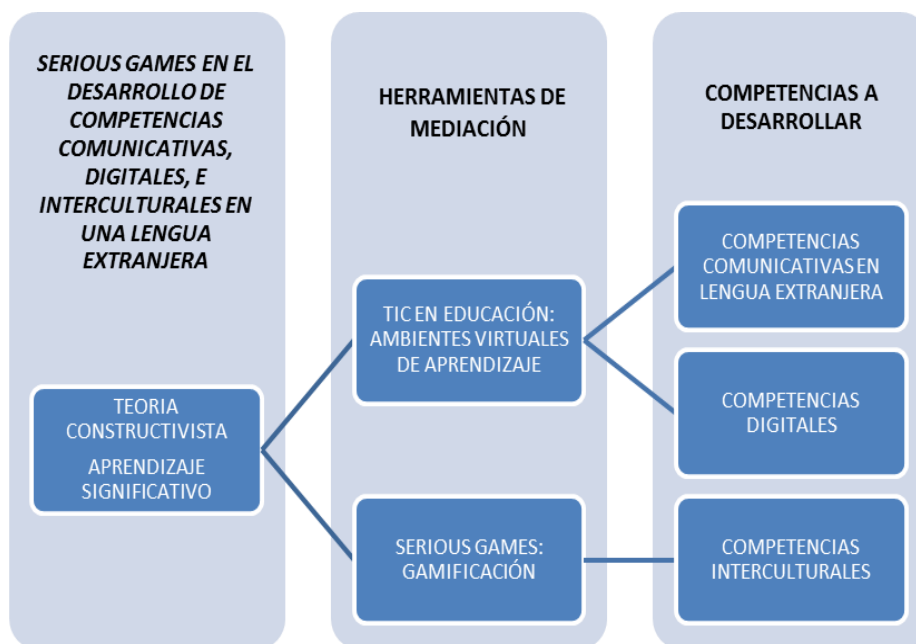 SERIOUS GAMES EN EL
DESARROLLO DE
COMPETENCIAS
COMUNICATIVAS,
DIGITALES, E
INTERCULTURALES EN
UNA LENGUA
EXTRANJERA
TEORIA
CONSTRUCTIVISTA
APRENDIZAJE
SIGNIFICATIVO
HERRAMIENTAS DE
MEDIACIÓN
TIC EN EDUCACIÓN:
AMBIENTES VIRTUALES
DE APRENDIZAJE
SERIOUS GAMES:
GAMIFICACIÓN
COMPETENCIAS A
DESARROLLAR
COMPETENCIAS
COMUNICATIVAS EN
LENGUA EXTRANJERA
COMPETENCIAS
DIGITALES
COMPETENCIAS
INTERCULTURALES